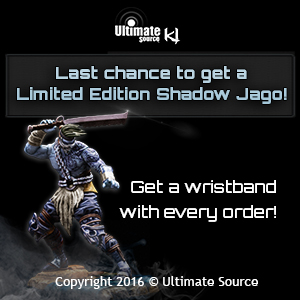 Ultimate
Source
KI
Last chance to get a
Limited Edition Shadow Jago!
Get a wristband
with every order!
Copyright 2016 © Ultimate Source